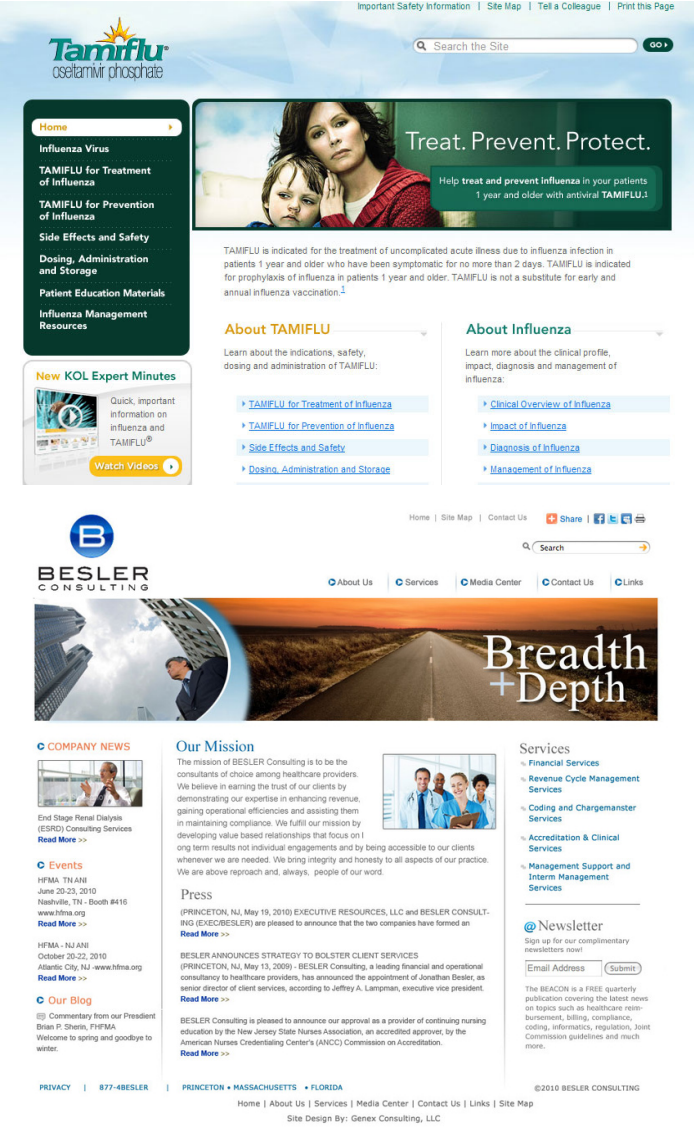 Important Safety Information | Site Map | Tell a Colleague | Print this Page
Tamiflu®
oseltamivir phosphate
Search the Site
GO
Home
Influenza Virus
TAMIFLU for Treatment
of Influenza
TAMIFLU for Prevention
of Influenza
Side Effects and Safety
Dosing, Administration
and Storage
Patient Education Materials
Influenza Management
Resources
Treat. Prevent. Protect.
Help treat and prevent influenza in your patients
1 year and older with antiviral TAMIFLU.1
TAMIFLU is indicated for the treatment of uncomplicated acute illness due to influenza infection in
patients 1 year and older who have been symptomatic for no more than 2 days. TAMIFLU is indicated
for prophylaxis of influenza in patients 1 year and older. TAMIFLU is not a substitute for early and
annual influenza vaccination.1
About TAMIFLU
Learn about the indications, safety,
dosing and administration of TAMIFLU:
TAMIFLU for Treatment of Influenza
TAMIFLU for Prevention of Influenza
Side Effects and Safety
Dosing, Administration and Storage
About Influenza
Learn more about the clinical profile,
impact, diagnosis and management of
influenza:
Clinical Overview of Influenza
Impact of Influenza
Diagnosis of Influenza
Management of Influenza
New KOL Expert Minutes
Quick, important
information on
influenza and
TAMIFLU®
Watch Videos
Home | Site Map | Contact Us
Share |
B
BESLER
CONSULTING
Search
About Us
Services
Media Center
Contact Us
Links
Breadth
+Depth
COMPANY NEWS
End Stage Renal Dialysis
(ESRD) Consulting Services
Read More >>
Events
HFMA TN ANI
June 20-23, 2010
Nashville, TN - Booth #416
www.hfma.org
Read More >>
HFMA - NJ ANI
October 20-22, 2010
Atlantic City, NJ -www.hfma.org
Read More >>
Our Blog
Commentary from our Presdient
Brian P. Sherin, FHFMA
Welcome to spring and goodbye to
winter.
Our Mission
The mission of BESLER Consulting is to be the
consultants of choice among healthcare providers.
We believe in earning the trust of our clients by
demonstrating our expertise in enhancing revenue,
gaining operational efficiencies and assisting them
in maintaining compliance. We fulfill our mission by
developing value based relationships that focus on l
ong term results not individual engagements and by being accessible to our clients
whenever we are needed. We bring integrity and honesty to all aspects of our practice.
We are above reproach and, always, people of our word.
Press
(PRINCETON, NJ, May 19, 2010) EXECUTIVE RESOURCES, LLC and BESLER CONSULT-
ING (EXEC/BESLER) are pleased to announce that the two companies have formed an
Read More >>
BESLER ANNOUNCES STRATEGY TO BOLSTER CLIENT SERVICES
(PRINCETON, NJ, May 13, 2009) - BESLER Consulting, a leading financial and operational
consultancy to healthcare providers, has announced the appointment of Jonathan Besler, as
senior director of client services, according to Jeffrey A. Lampman, executive vice president.
Read More >>
BESLER Consulting is pleased to announce our approval as a provider of continuing nursing
education by the New Jersey State Nurses Association, an accredited approver, by the
American Nurses Credentialing Center's (ANCC) Commission on Accreditation.
Read More >>
Services
Financial Services
Revenue Cycle Management
Services
Coding and Chargemanster
Services
Accreditation & Clinical
Services
Management Support and
Interm Management
Services
@ Newsletter
Sign up for our complimentary
newsletters now!
Email Address
Submit
The BEACON is a FREE quarterly
publication covering the latest news
on topics such as healthcare reim-
bursement, billing, compliance,
coding, informatics, regulation, Joint
Commission guidelines and much
more.
PRIVACY | 877-4BESLER | PRINCETON • MASSACHUSETTS • FLORIDA
©2010 BESLER CONSULTING
Home | About Us | Services | Media Center | Contact Us | Links | Site Map
Site Design By: Genex Consulting, LLC